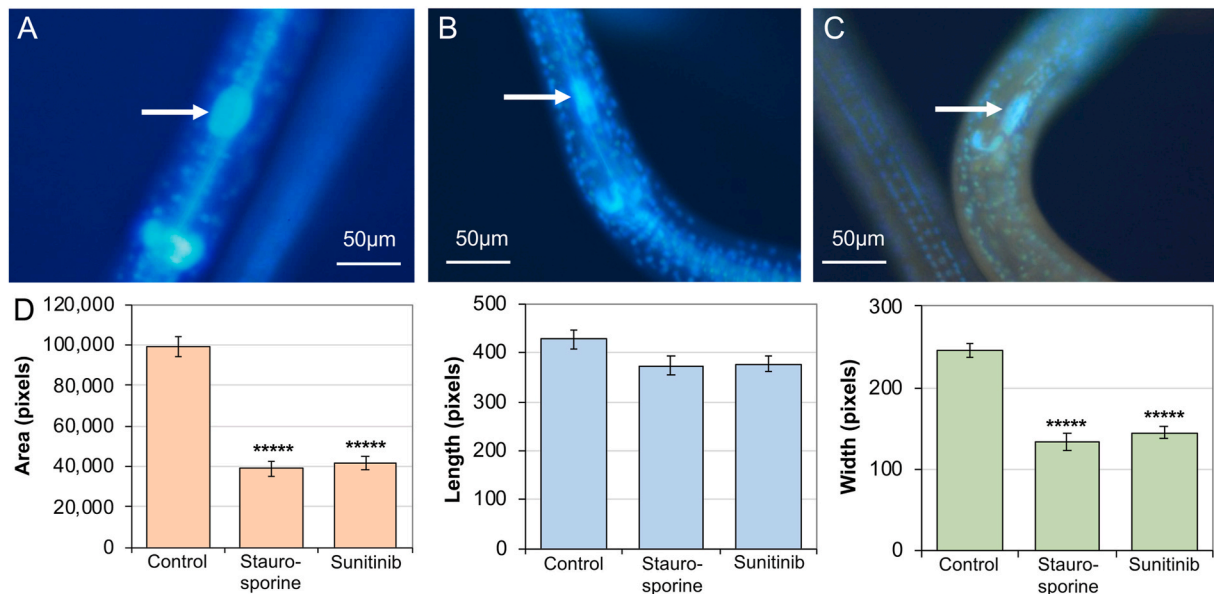 A
B
C
50µm
50µm
50µm
D
Area (pixels)
120,000
100,000
80,000
60,000
40,000
20,000
0
*****
*****
Control
Stauro-
sporine
Sunitinib
Length (pixels)
500
400
300
200
100
0
Control
Stauro-
sporine
Sunitinib
Width (pixels)
300
200
100
0
*****
*****
Control
Stauro-
sporine
Sunitinib